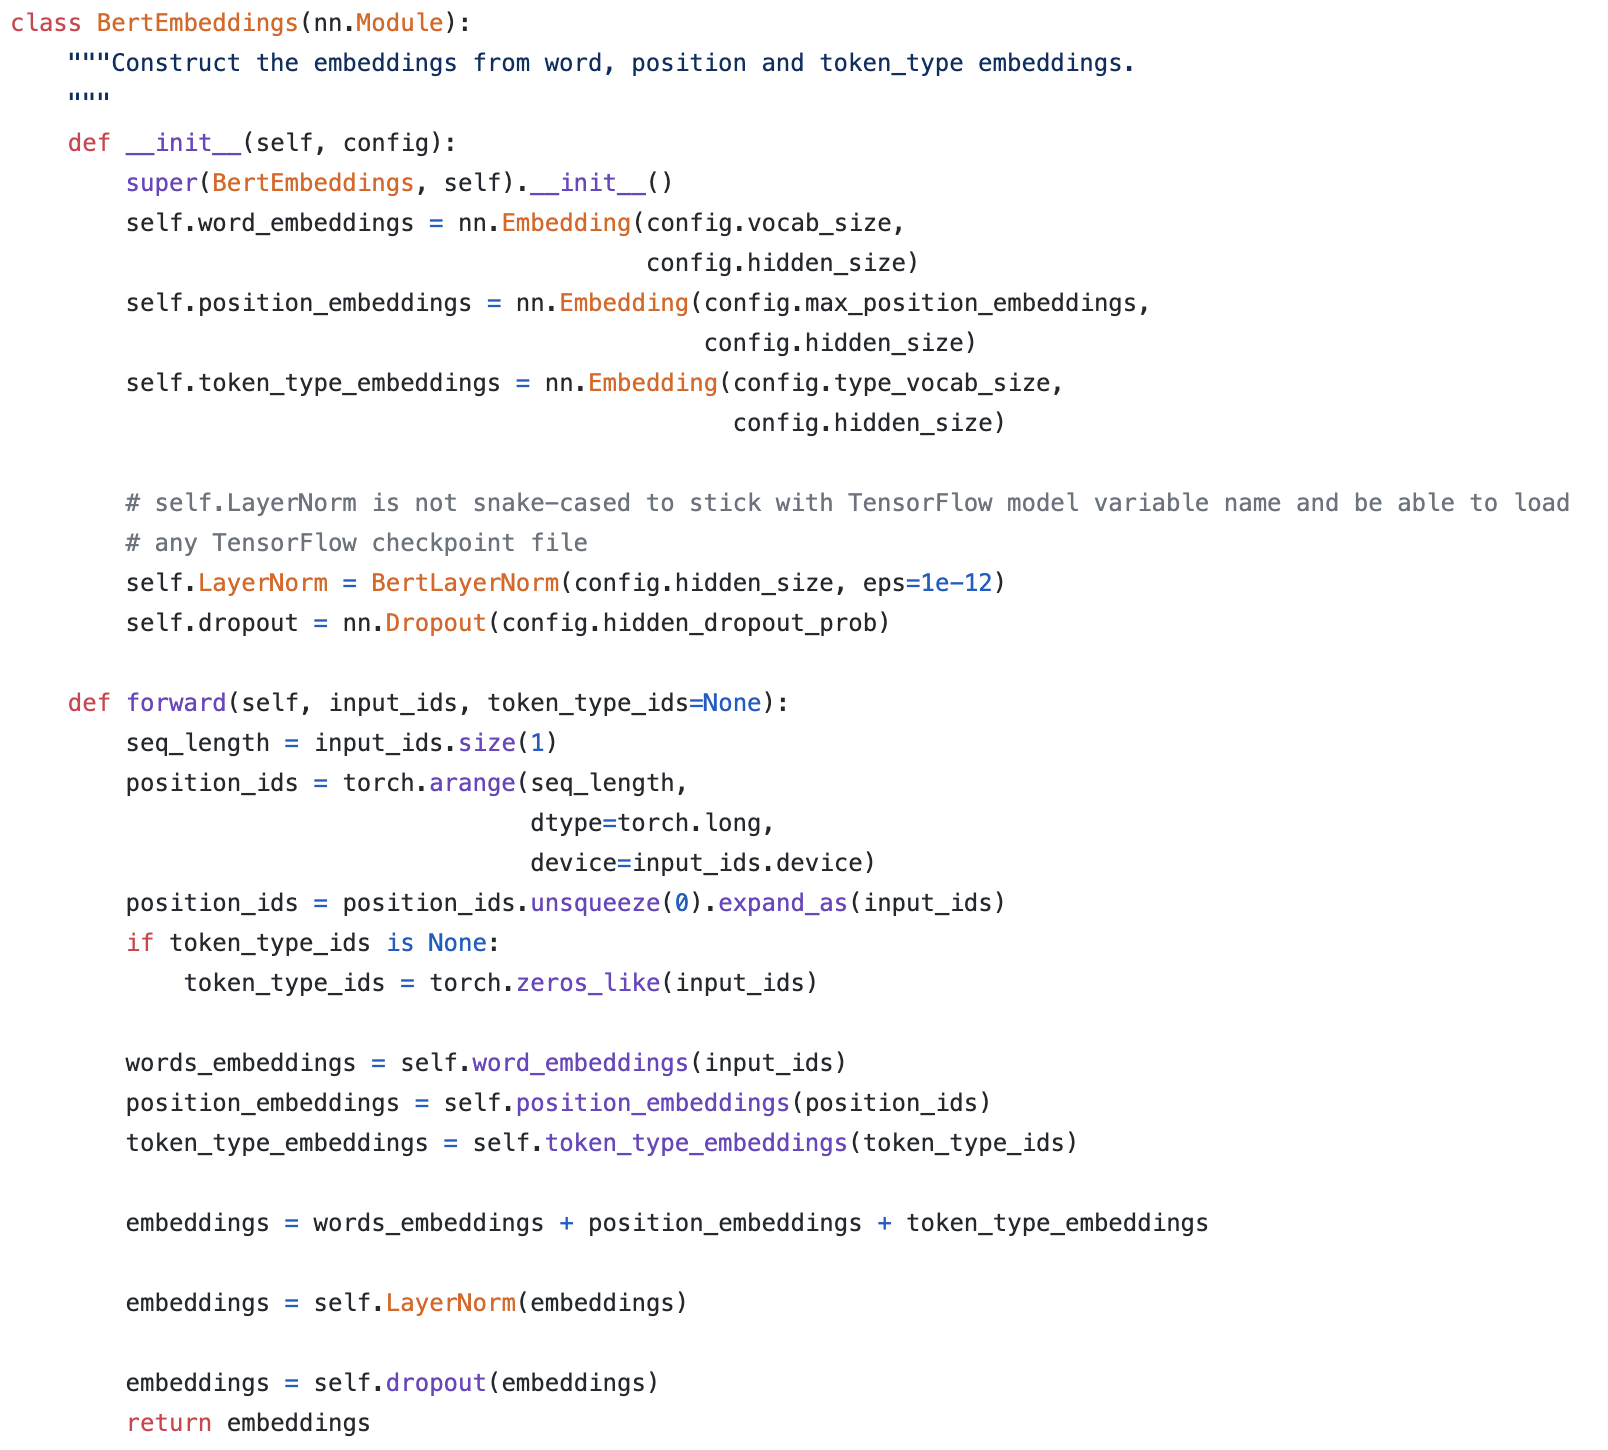 class BertEmbeddings(nn.Module):
    """Construct the embeddings from word, position and token_type embeddings.
    """
    def __init__(self, config):
        super(BertEmbeddings, self).__init__()
        self.word_embeddings = nn.Embedding(config.vocab_size,
                                            config.hidden_size)
        self.position_embeddings = nn.Embedding(config.max_position_embeddings,
                                                config.hidden_size)
        self.token_type_embeddings = nn.Embedding(config.type_vocab_size,
                                                  config.hidden_size)

        # self.LayerNorm is not snake-cased to stick with TensorFlow model variable name and be able to load
        # any TensorFlow checkpoint file
        self.LayerNorm = BertLayerNorm(config.hidden_size, eps=1e-12)
        self.dropout = nn.Dropout(config.hidden_dropout_prob)

    def forward(self, input_ids, token_type_ids=None):
        seq_length = input_ids.size(1)
        position_ids = torch.arange(seq_length,
                                    dtype=torch.long,
                                    device=input_ids.device)
        position_ids = position_ids.unsqueeze(0).expand_as(input_ids)
        if token_type_ids is None:
            token_type_ids = torch.zeros_like(input_ids)

        words_embeddings = self.word_embeddings(input_ids)
        position_embeddings = self.position_embeddings(position_ids)
        token_type_embeddings = self.token_type_embeddings(token_type_ids)

        embeddings = words_embeddings + position_embeddings + token_type_embeddings

        embeddings = self.LayerNorm(embeddings)

        embeddings = self.dropout(embeddings)
        return embeddings